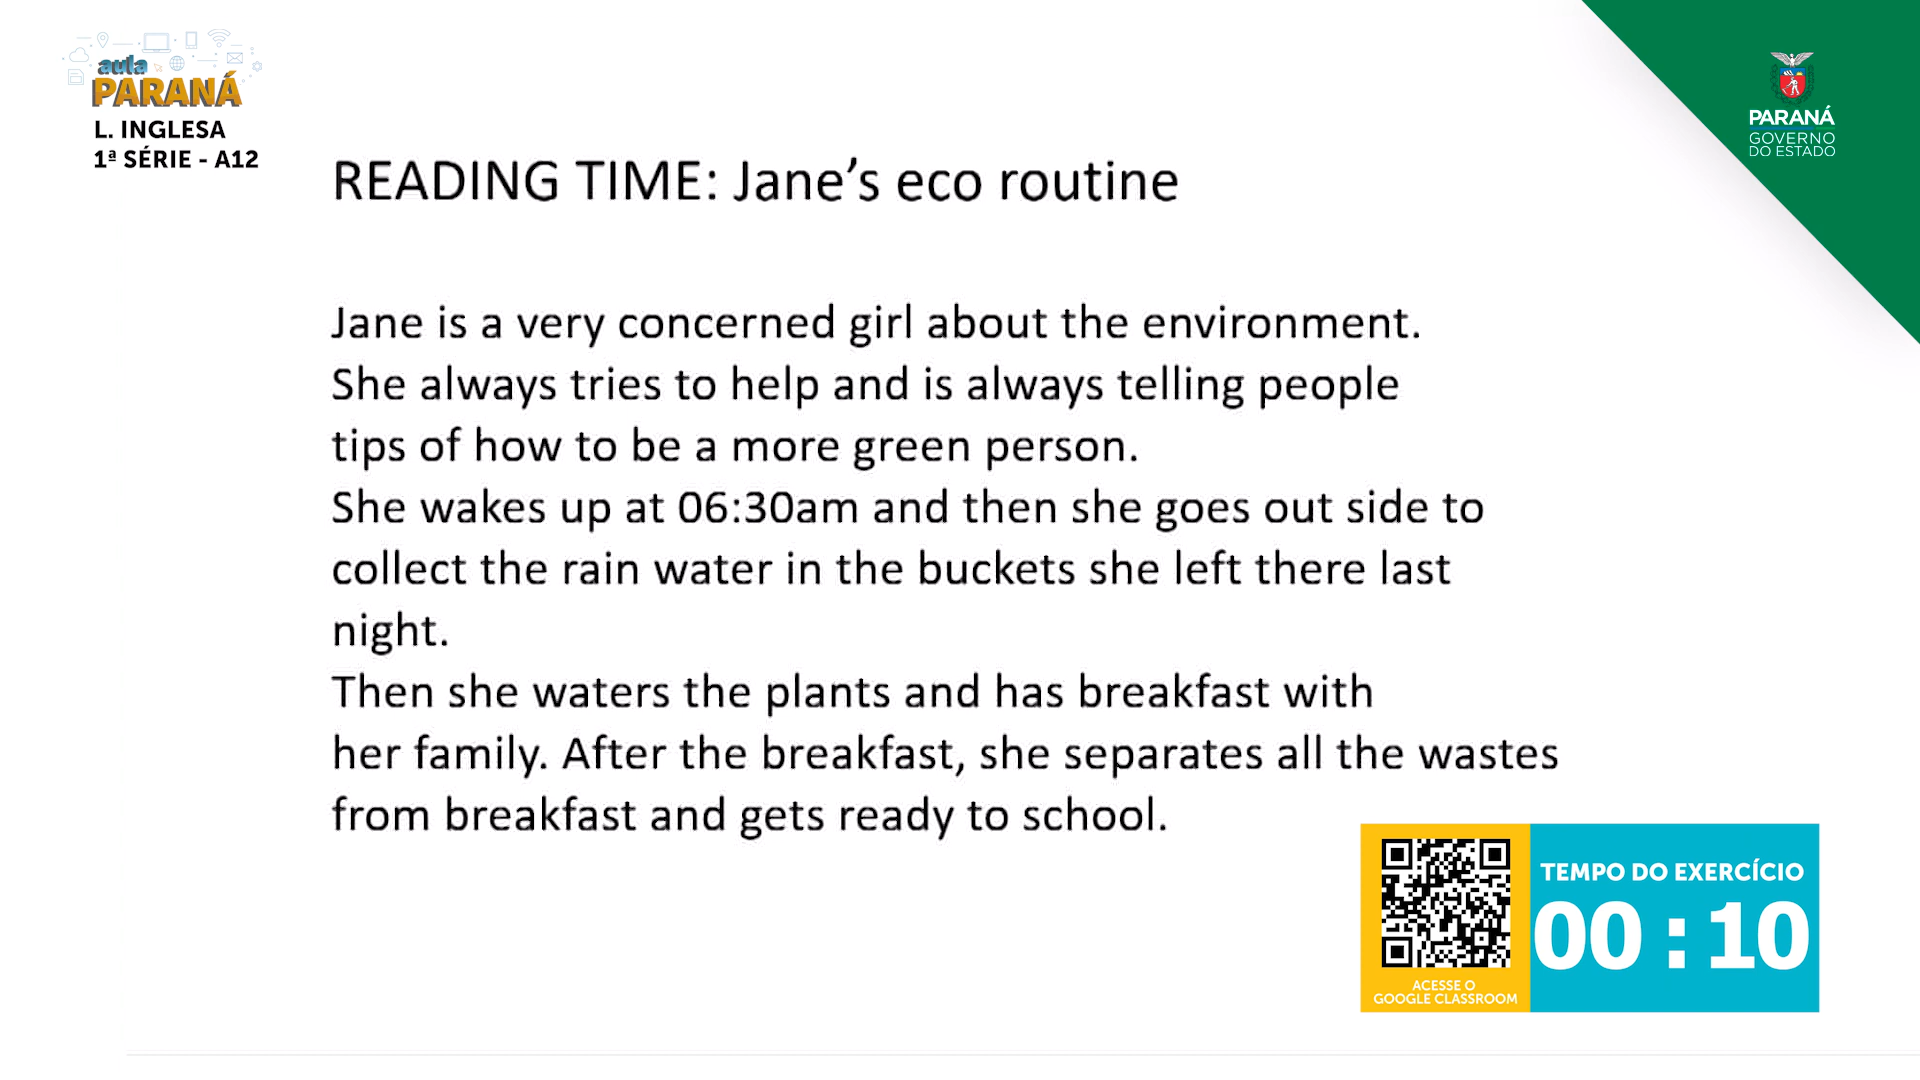 aula
PARANÁ
L. INGLESA
1ª SÉRIE - A12
PARANÁ
GOVERNO
DO ESTADO
READING TIME: Jane’s eco routine
Jane is a very concerned girl about the environment.
She always tries to help and is always telling people
tips of how to be a more green person.
She wakes up at 06:30am and then she goes out side to
collect the rain water in the buckets she left there last
night.
Then she waters the plants and has breakfast with
her family. After the breakfast, she separates all the wastes
from breakfast and gets ready to school.
TEMPO DO EXERCÍCIO
00 : 10
ACESSE O
GOOGLE CLASSROOM